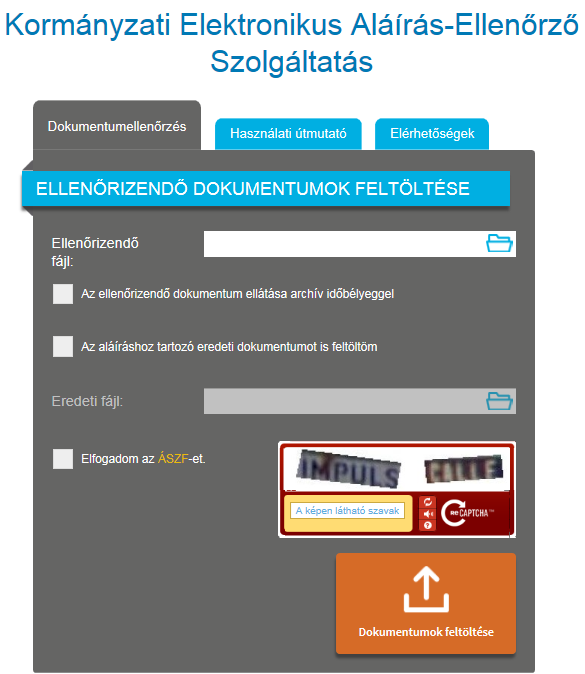 Kormányzati Elektronikus Aláírás-Ellenőrző
Szolgáltatás
Dokumentumellenőrzés
Használati útmutató
Elérhetőségek
ELLENŐRIZENDŐ DOKUMENTUMOK FELTÖLTÉSE
Ellenőrizendő
fájl:
Az ellenőrizendő dokumentum ellátása archív időbélyeggel
Az aláíráshoz tartozó eredeti dokumentumot is feltöltöm
Eredeti fájl:
Elfogadom az ÁSZF-et.
IMPULS
A képen látható szavak
reCAPTCHA™
Dokumentumok feltöltése